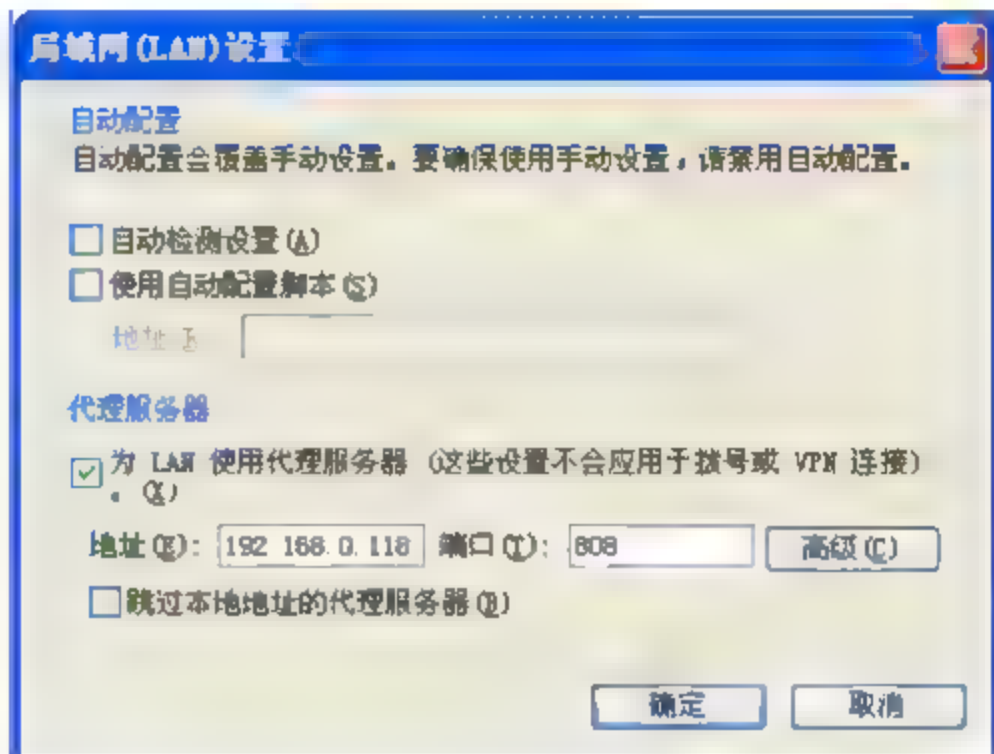 局域网(LAN)设置
自动配置
自动配置会覆盖手动设置。要确保使用手动设置，请禁用自动配置。
自动检测设置(A)
使用自动配置脚本(S)
地址
代理服务器
为 LAN 使用代理服务器 (这些设置不会应用于拨号或 VPN 连接)
。(X)
地址(E): 192.168.0.118 端口(T): 808 高级(C)
跳过本地地址的代理服务器(B)
确定 取消